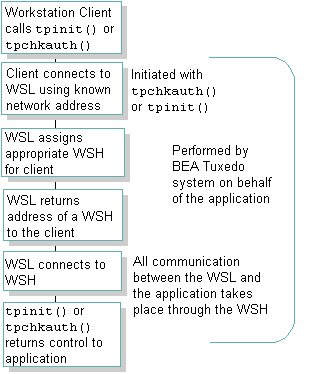 Workstation Client
calls tpinit() or
tpchkauth()
Client connects to
WSL using known
network address
Initiated with
tpchkauth()
or tpinit()
WSL assigns
appropriate WSH
for client
Performed by
BEA Tuxedo
system on behalf
of the application
WSL returns
address of a WSH
to the client
WSL connects to
WSH
All communication
between the WSL and
the application takes
place through the WSH
tpinit() or
tpchkauth()
returns control to
application